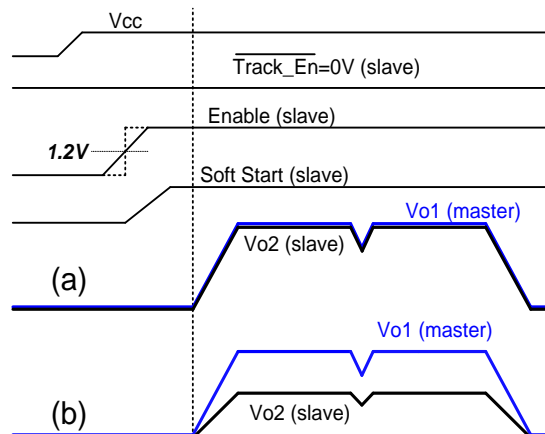 Vcc
Track_En=0V (slave)
Enable (slave)
1.2V
Soft Start (slave)
Vo1 (master)
Vo2 (slave)
(a)
Vo1 (master)
Vo2 (slave)
(b)